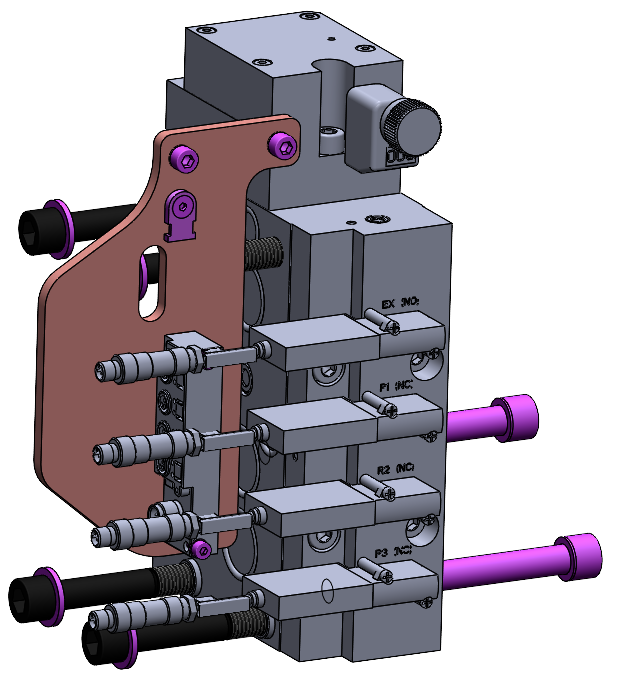 EX (NO)
P1 (NC)
R2 (NC)
P3 (NC)